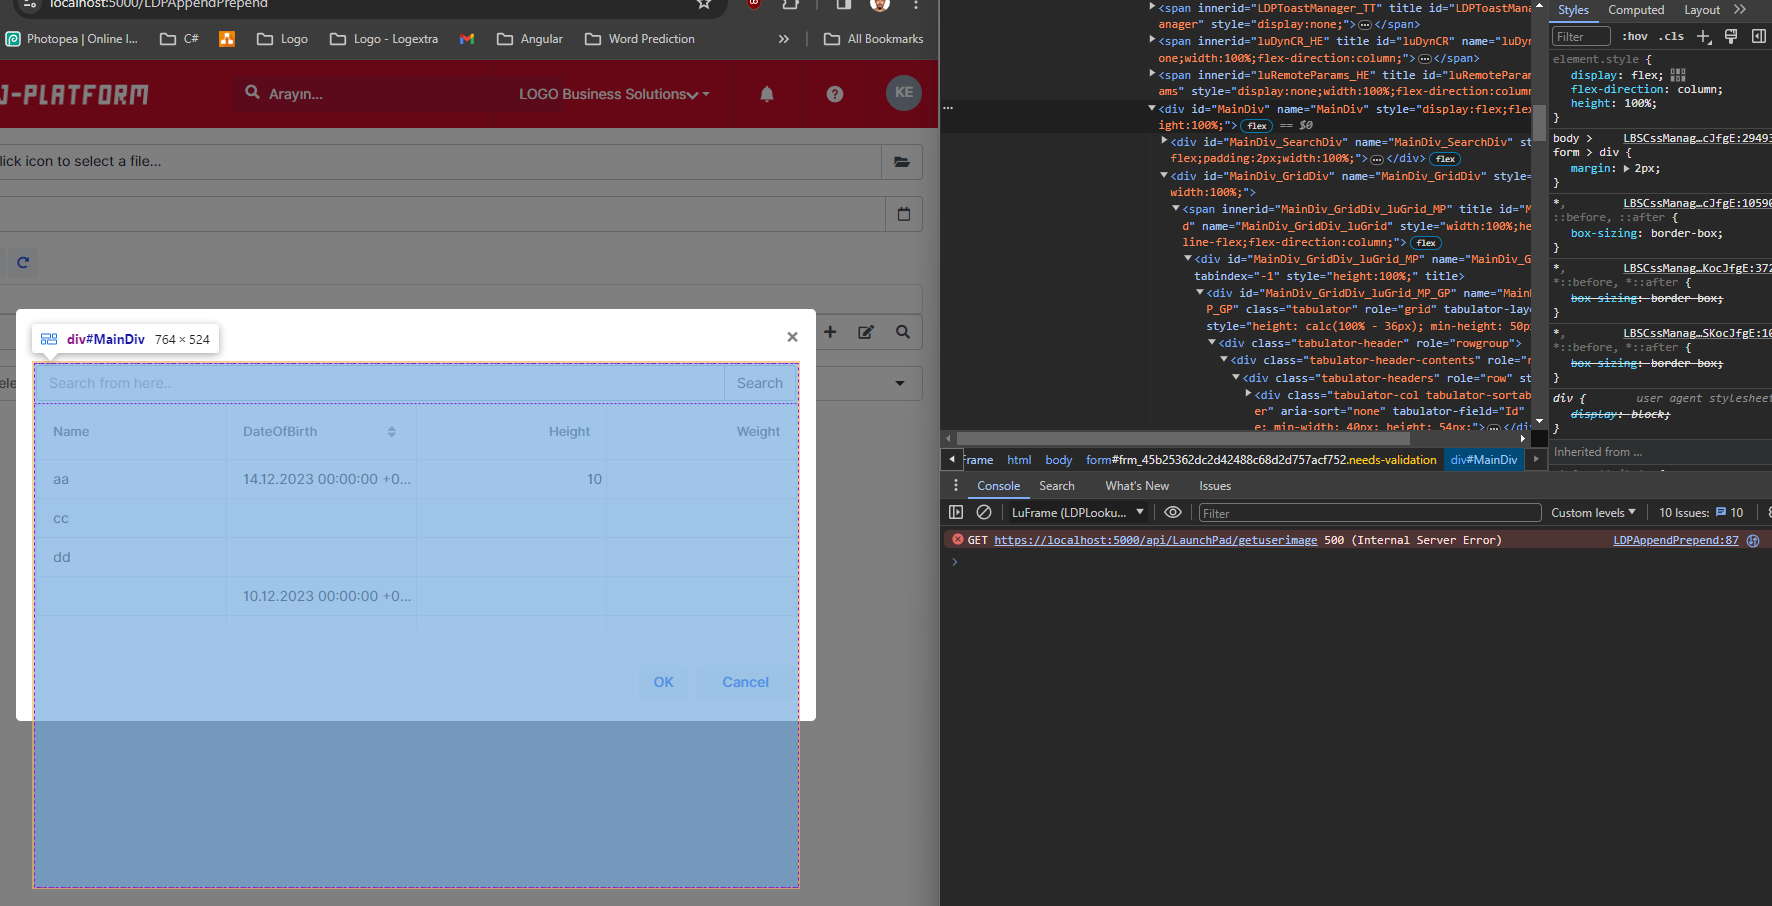 localhost:5000/LDPAppendPrepend
Photopea | Online I...
C#
Logo
Logo - Logextra
Angular
Word Prediction
All Bookmarks
J-PLATFORM
Arayın...
LOGO Business Solutions
KE
lick icon to select a file...
div#MainDiv 764 × 524
Search from here..
Search
Name
DateOfBirth
Height
Weight
aa
14.12.2023 00:00:00 +0...
10
cc
dd
10.12.2023 00:00:00 +0...
OK
Cancel
<span innerid="LDPToastManager_TT" title id="LDPToastMana
anager" style="display:none;">…</span>
<span innerid="luDynCR_HE" title id="luDynCR" name="luDyn
one;width:100%;flex-direction:column;">…</span>
<span innerid="luRemoteParams_HE" title id="luRemotePara
ams" style="display:none;width:100%;flex-direction:column
<div id="MainDiv" name="MainDiv" style="display:flex;flex
ight:100%;"> flex == $0
<div id="MainDiv_SearchDiv" name="MainDiv_SearchDiv" st
flex;padding:2px;width:100%;">…</div> flex
<div id="MainDiv_GridDiv" name="MainDiv_GridDiv" style=
width:100%;">
<span innerid="MainDiv_GridDiv_luGrid_MP" title id="M
d" name="MainDiv_GridDiv_luGrid" style="width:100%;he
line-flex;flex-direction:column;"> flex
<div id="MainDiv_GridDiv_luGrid_MP" name="MainDiv_G
tabindex="-1" style="height:100%;" title>
<div id="MainDiv_GridDiv_luGrid_MP_GP" name="Main
P_GP" class="tabulator" role="grid" tabulator-lay
style="height: calc(100% - 36px); min-height: 50p
<div class="tabulator-header" role="rowgroup">
<div class="tabulator-header-contents" role="r
<div class="tabulator-headers" role="row" st
<div class="tabulator-col tabulator-sortab
er" aria-sort="none" tabulator-field="Id"
e; min-width: 40px; height: 54px;">…</div
Frame html body form#frm_45b25362dc2d42488c68d2d757acf752.needs-validation div#MainDiv
Styles Computed Layout
Filter :hov .cls
element.style {
display: flex;
flex-direction: column;
height: 100%;
}
body > LBSCssManag…cJfgE:29493
form > div {
margin: 2px;
}
*, LBSCssManag…cJfgE:10590
::before, ::after {
box-sizing: border-box;
}
*, LBSCssManag…KocJfgE:372
*::before, *::after {
box-sizing: border-box;
}
*, LBSCssManag…SKocJfgE:10
*::before, *::after {
box-sizing: border-box;
}
div { user agent stylesheet
display: block;
}
Inherited from ...
Console Search What's New Issues
LuFrame (LDPLooku... Filter Custom levels 10 Issues: 10
GET https://localhost:5000/api/LaunchPad/getuserimage 500 (Internal Server Error) LDPAppendPrepend:87